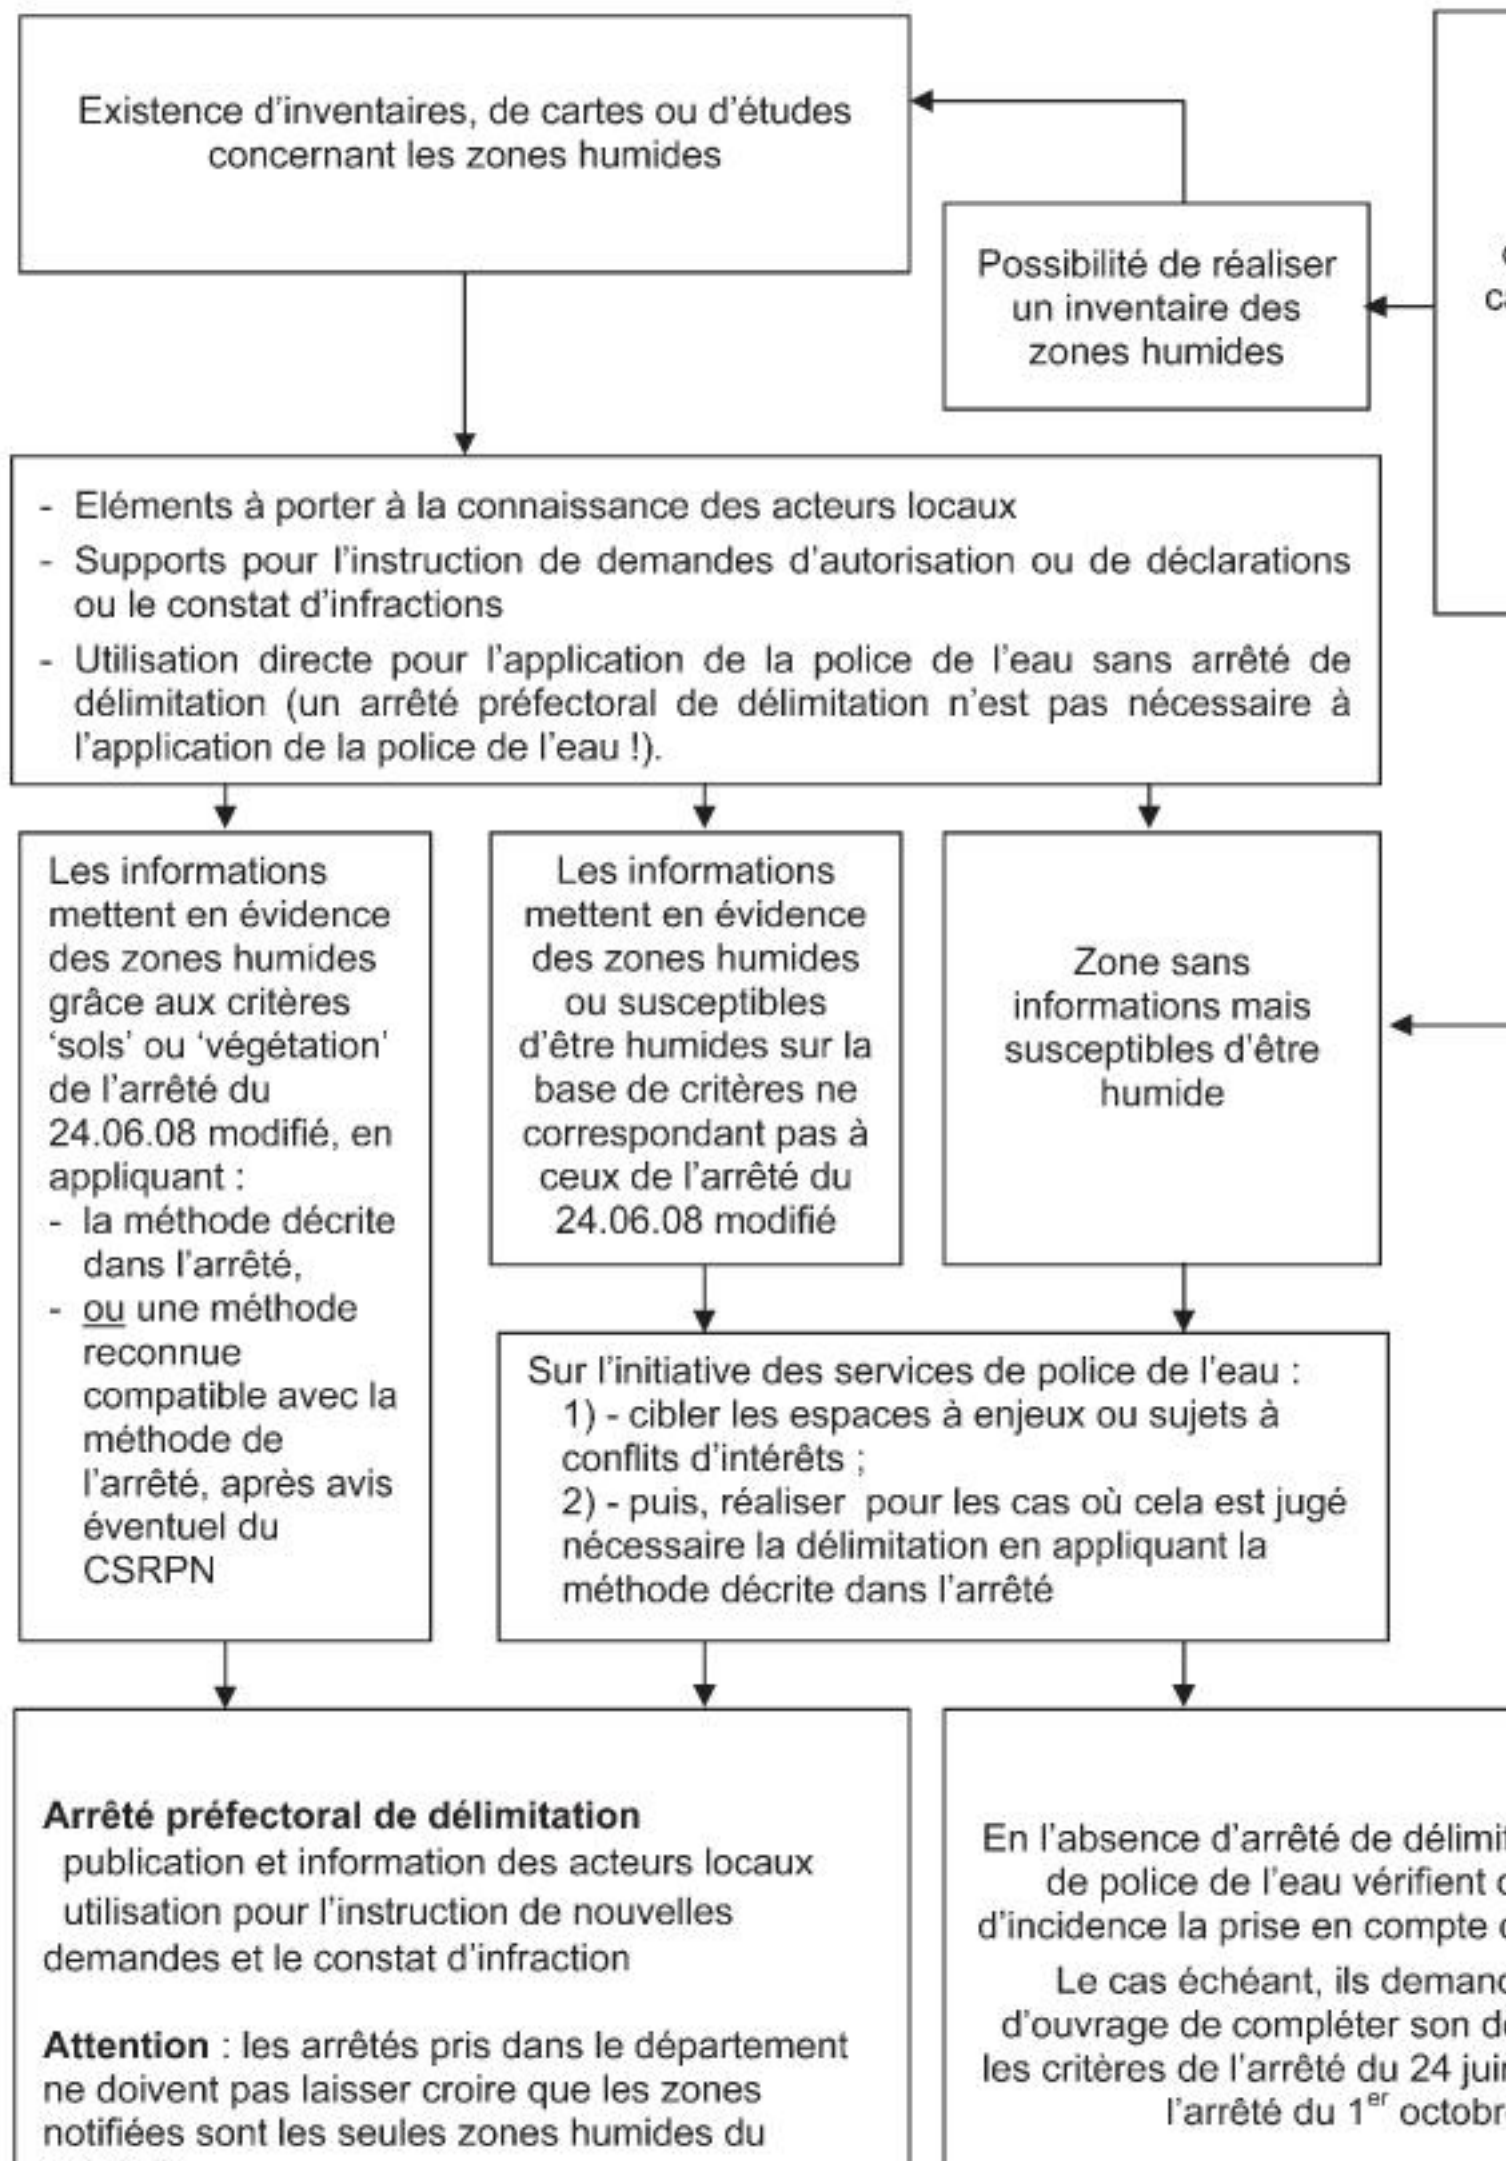 Existence d'inventaires, de cartes ou d'études
concernant les zones humides
Possibilité de réaliser
un inventaire des
zones humides
- Eléments à porter à la connaissance des acteurs locaux
- Supports pour l'instruction de demandes d'autorisation ou de déclarations
ou le constat d'infractions
- Utilisation directe pour l'application de la police de l'eau sans arrêté de
délimitation (un arrêté préfectoral de délimitation n'est pas nécessaire à
l'application de la police de l'eau !).
Les informations
mettent en évidence
des zones humides
grâce aux critères
'sols' ou 'végétation'
de l'arrêté du
24.06.08 modifié, en
appliquant :
- la méthode décrite
dans l'arrêté,
- ou une méthode
reconnue
compatible avec la
méthode de
l'arrêté, après avis
éventuel du
CSRPN
Les informations
mettent en évidence
des zones humides
ou susceptibles
d'être humides sur la
base de critères ne
correspondant pas à
ceux de l'arrêté du
24.06.08 modifié
Zone sans
informations mais
susceptibles d'être
humide
Sur l'initiative des services de police de l'eau :
1) - cibler les espaces à enjeux ou sujets à
conflits d'intérêts ;
2) - puis, réaliser pour les cas où cela est jugé
nécessaire la délimitation en appliquant la
méthode décrite dans l'arrêté
Arrêté préfectoral de délimitation
publication et information des acteurs locaux
utilisation pour l'instruction de nouvelles
demandes et le constat d'infraction
Attention : les arrêtés pris dans le département
ne doivent pas laisser croire que les zones
notifiées sont les seules zones humides du
En l'absence d'arrêté de
de police de l'eau vérifient
d'incidence la prise en compte
Le cas échéant, ils
d'ouvrage de compléter son
les critères de l'arrêté du 24
l'arrêté du 1er